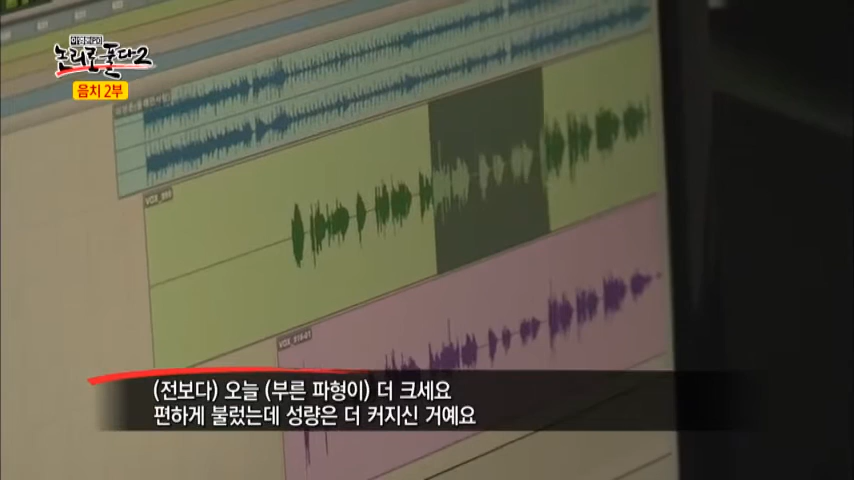 논리로 풀다2
음치 2부
VOX_
(전보다) 오늘 (부른 파형이) 더 크세요
편하게 불렀는데 성량은 더 커지신 거예요